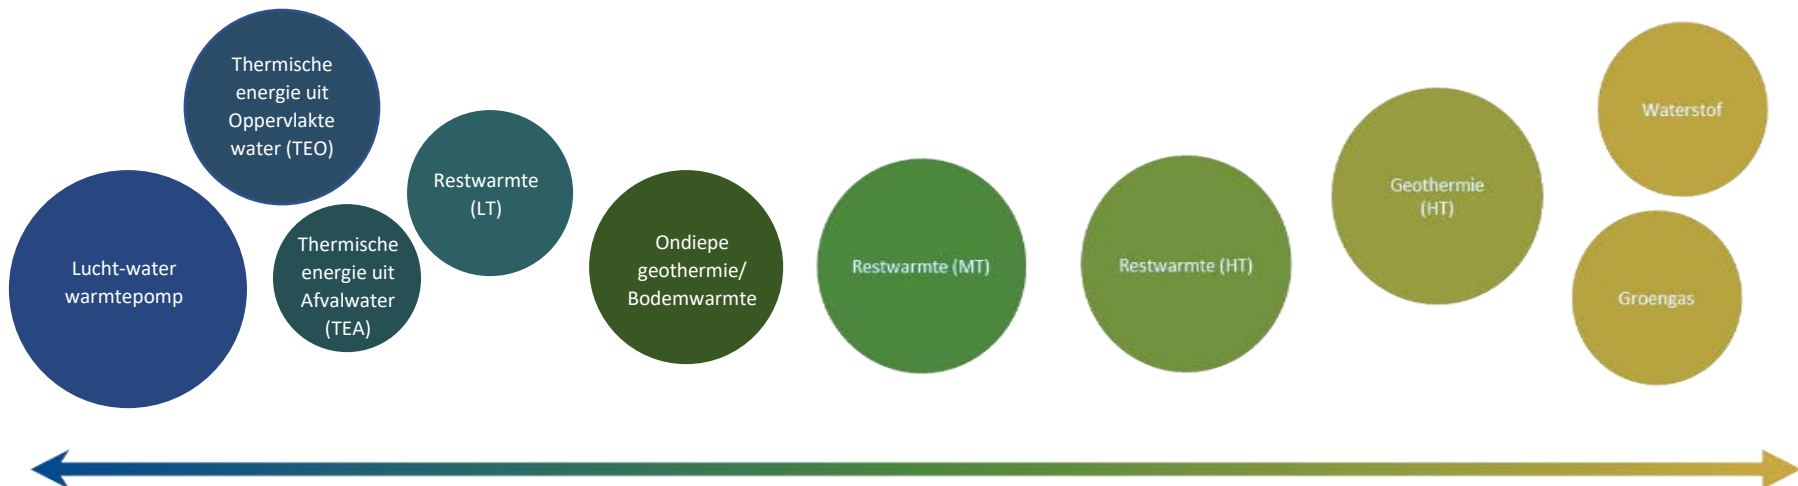 Lucht-water
warmtepomp
Thermische
energie uit
Oppervlakte
water (TEO)
Thermische
energie uit
Afvalwater
(TEA)
Restwarmte
(LT)
Ondiepe
geothermie/
Bodemwarmte
Restwarmte (MT)
Restwarmte (HT)
Geothermie
(HT)
Waterstof
Groengas